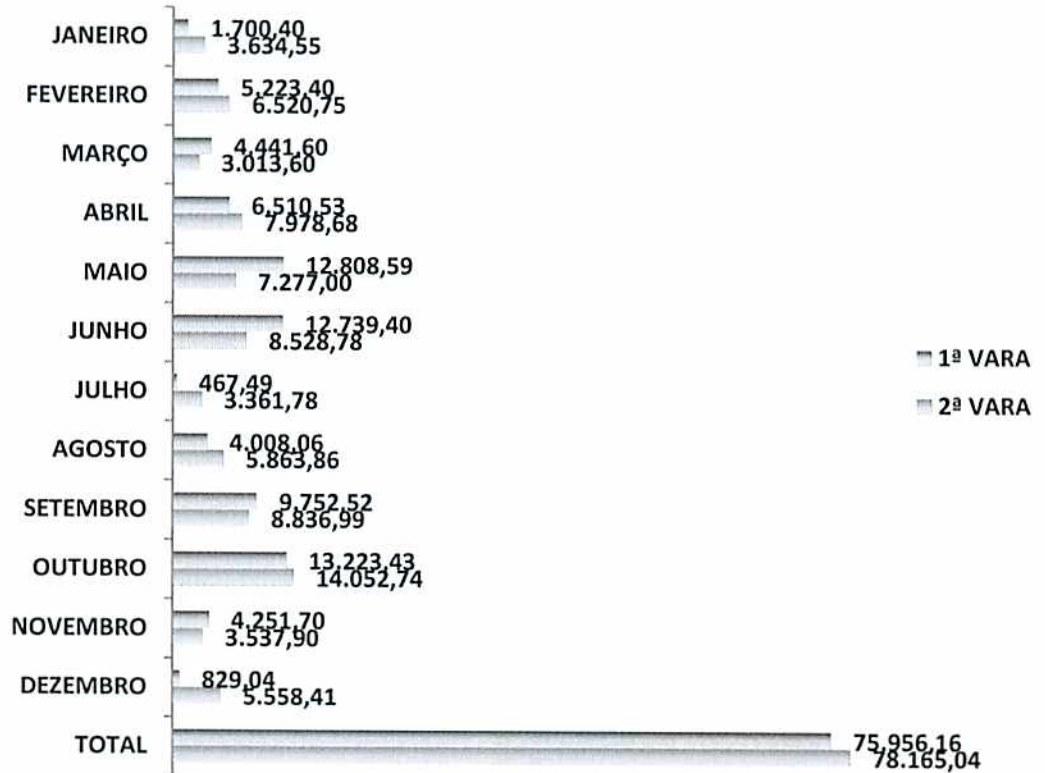 JANEIRO 1.700,40
3.634,55
FEVEREIRO 5.223,40
6.520,75
MARÇO 4.441,60
3.013,60
ABRIL 6.510,53
7.978,68
MAIO 12.808,59
7.277,00
JUNHO 12.739,40
8.528,78
JULHO 467,49
3.361,78
AGOSTO 4.008,06
5.863,86
SETEMBRO 9.752,52
8.836,99
OUTUBRO 13.223,43
14.052,74
NOVEMBRO 4.251,70
3.537,90
DEZEMBRO 829,04
5.558,41
TOTAL 75.956,16
78.165,04
1ª VARA
2ª VARA